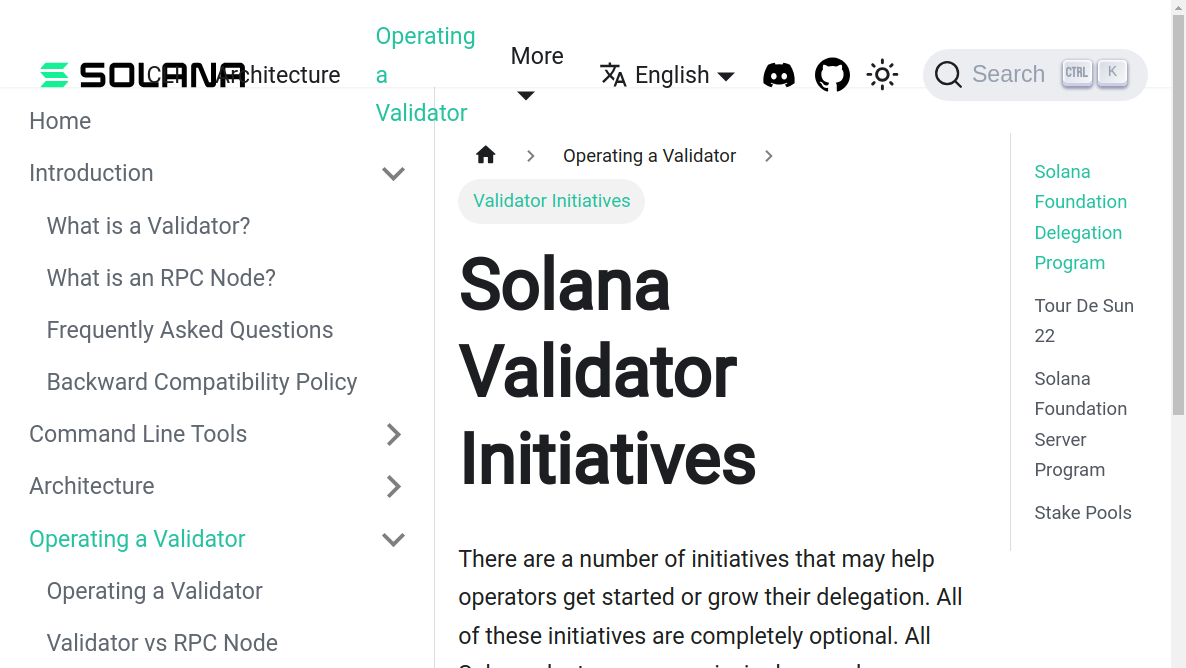 SOLANA
CLI
Architecture
Operating
a
Validator
More
English
Search
CTRL
K
Home
Introduction
What is a Validator?
What is an RPC Node?
Frequently Asked Questions
Backward Compatibility Policy
Command Line Tools
Architecture
Operating a Validator
Operating a Validator
Validator vs RPC Node
Operating a Validator
Validator Initiatives
Solana
Validator
Initiatives
There are a number of initiatives that may help
operators get started or grow their delegation. All
of these initiatives are completely optional. All
Solana
Foundation
Delegation
Program
Tour De Sun
22
Solana
Foundation
Server
Program
Stake Pools